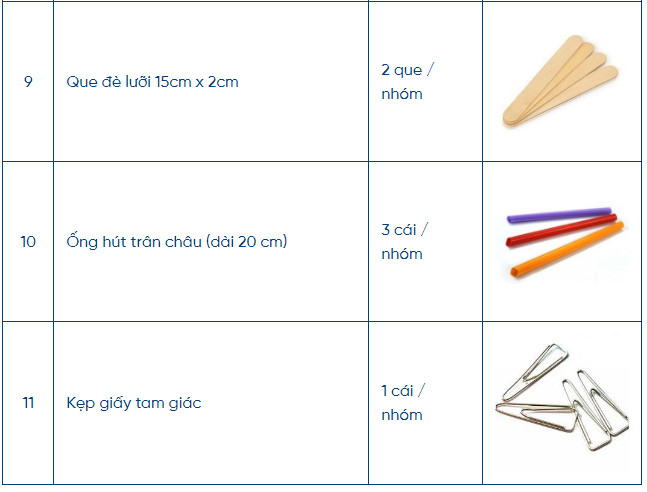 9
Que đè lưỡi 15cm x 2cm
2 que /
nhóm
10
Ống hút trân châu (dài 20 cm)
3 cái /
nhóm
11
Kẹp giấy tam giác
1 cái /
nhóm